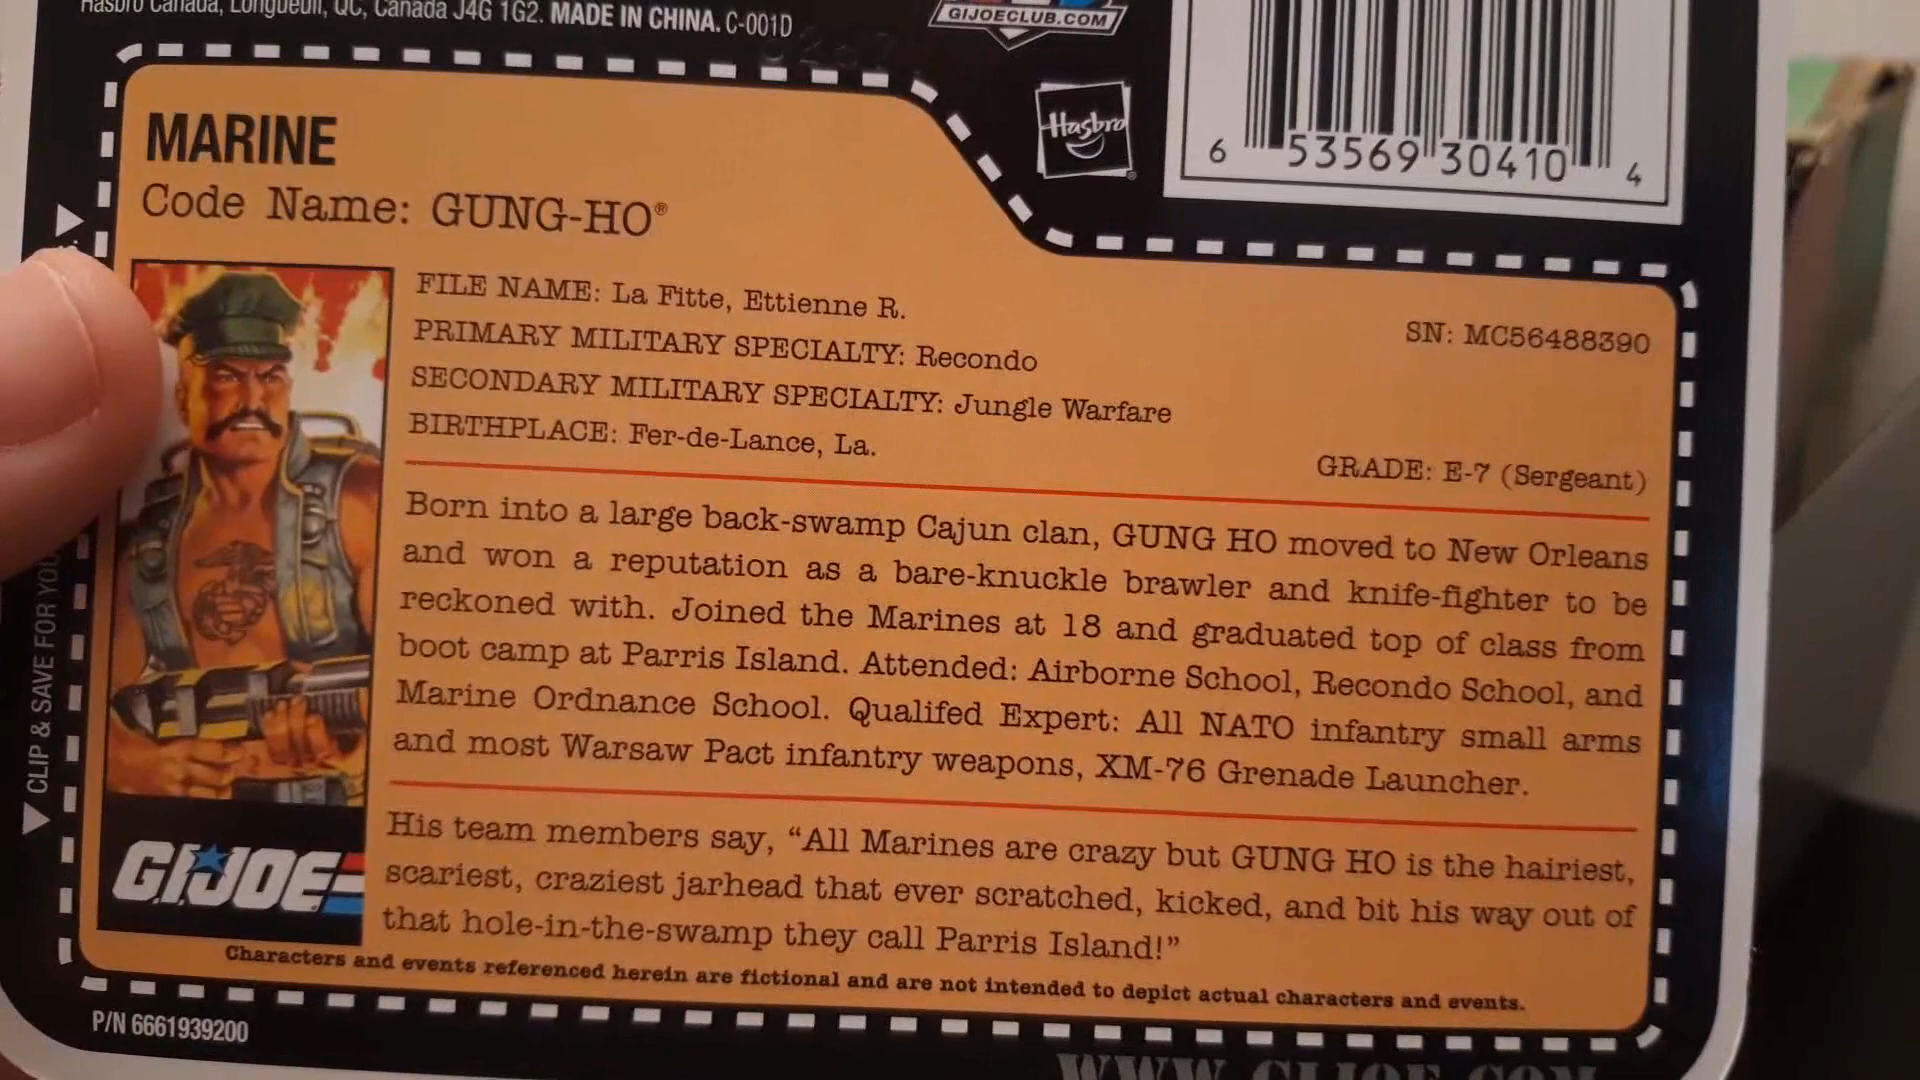 Hasbro Canada, Longueuil, QC, Canada J4G 1G2. MADE IN CHINA. C-001D
GIJOECLUB.COM
Hasbro
6 53569 30410 4
MARINE
Code Name: GUNG-HO®
FILE NAME: La Fitte, Ettienne R.
SN: MC56488390
PRIMARY MILITARY SPECIALTY: Recondo
SECONDARY MILITARY SPECIALTY: Jungle Warfare
BIRTHPLACE: Fer-de-Lance, La.
GRADE: E-7 (Sergeant)
Born into a large back-swamp Cajun clan, GUNG HO moved to New Orleans
and won a reputation as a bare-knuckle brawler and knife-fighter to be
reckoned with. Joined the Marines at 18 and graduated top of class from
boot camp at Parris Island. Attended: Airborne School, Recondo School, and
Marine Ordnance School. Qualifed Expert: All NATO infantry small arms
and most Warsaw Pact infantry weapons, XM-76 Grenade Launcher.
His team members say, “All Marines are crazy but GUNG HO is the hairiest,
scariest, craziest jarhead that ever scratched, kicked, and bit his way out of
that hole-in-the-swamp they call Parris Island!”
GI JOE
Characters and events referenced herein are fictional and are not intended to depict actual characters and events.
CLIP & SAVE FOR YOU
P/N 6661939200
WWW.GIJOE.COM